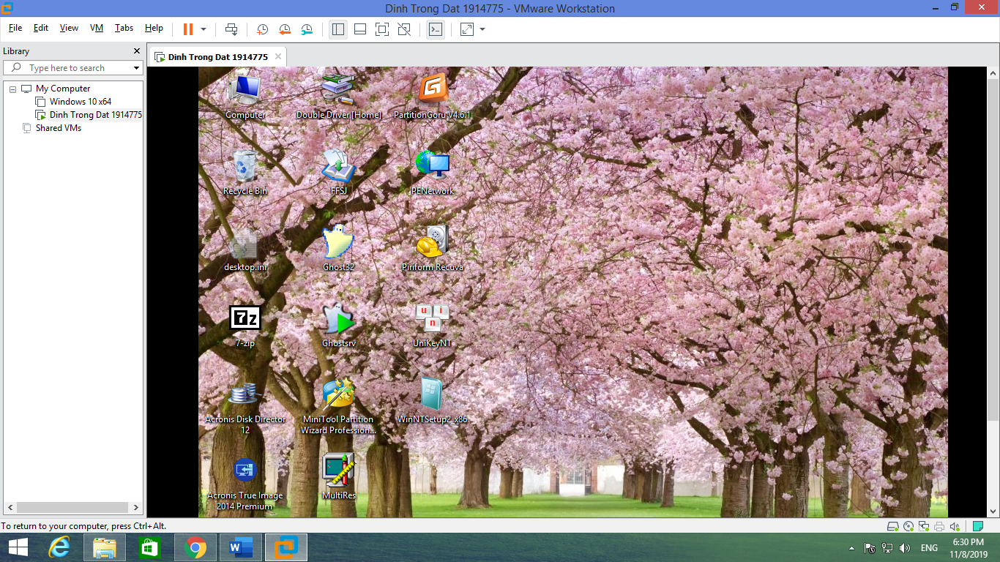 Dinh Trong Dat 1914775 - VMware Workstation
File Edit View VM Tabs Help
Library
Type here to search
My Computer
Windows 10 x64
Dinh Trong Dat 1914775
Shared VMs
Dinh Trong Dat 1914775
Computer
Double Driver [Home]
PartitionGoru V4.6.1
Recycle Bin
FFSJ
PENetwork
desktop.ini
Ghost32
Piriform Recuva
7z
u i n
7-zip
Ghostsrv
UniKeyNT
Acronis Disk Director
12
MiniTool Partition
Wizard Profession...
WinNTSetup2_x86
Acronis True Image
2014 Premium
MultiRes
To return to your computer, press Ctrl+Alt.
ENG
6:30 PM
11/8/2019